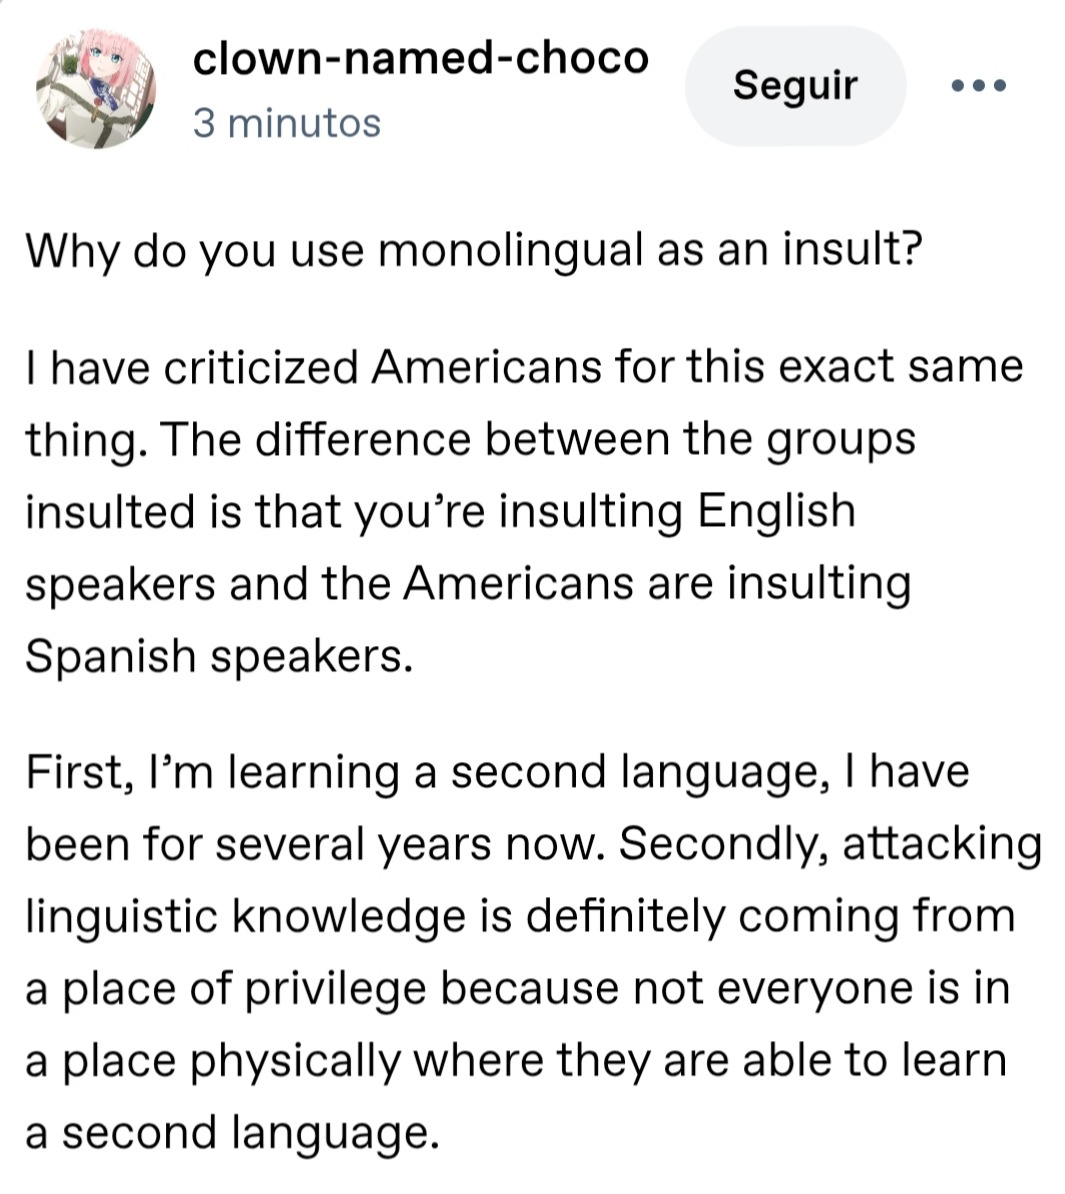 clown-named-choco
Seguir
3 minutos
Why do you use monolingual as an insult?
I have criticized Americans for this exact same
thing. The difference between the groups
insulted is that you’re insulting English
speakers and the Americans are insulting
Spanish speakers.
First, I’m learning a second language, I have
been for several years now. Secondly, attacking
linguistic knowledge is definitely coming from
a place of privilege because not everyone is in
a place physically where they are able to learn
a second language.